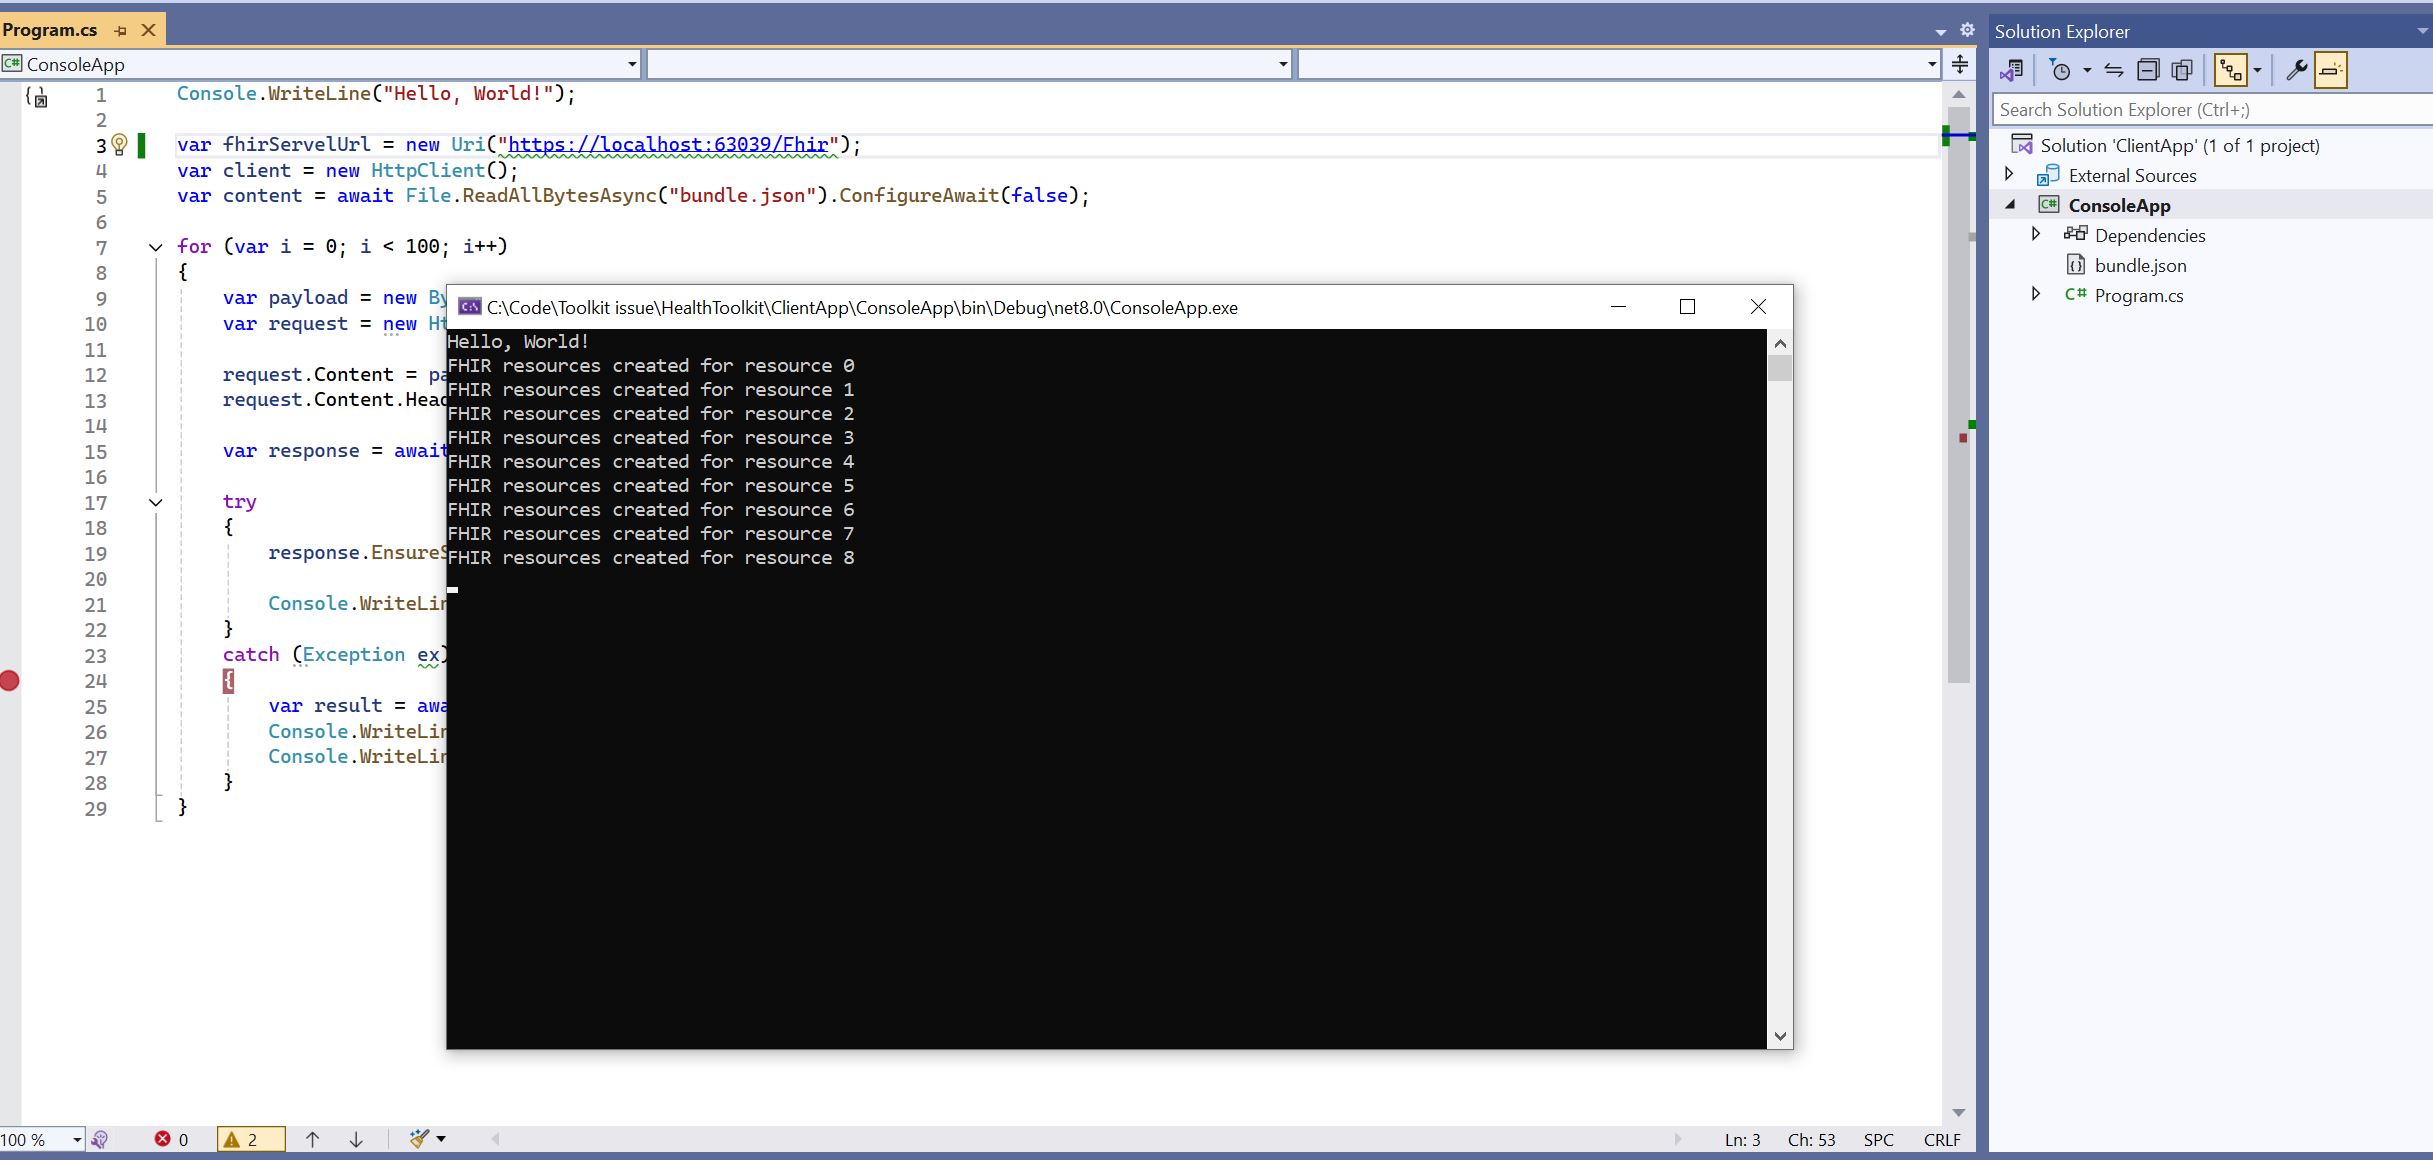 Program.cs
Solution Explorer
C# ConsoleApp
Search Solution Explorer (Ctrl+;)
1 Console.WriteLine("Hello, World!");
2
3 var fhirServelUrl = new Uri("https://localhost:63039/Fhir");
4 var client = new HttpClient();
5 var content = await File.ReadAllBytesAsync("bundle.json").ConfigureAwait(false);
6
7 for (var i = 0; i < 100; i++)
8 {
9 var payload = new By
10 var request = new Ht
11
12 request.Content = pa
13 request.Content.Head
14
15 var response = await
16
17 try
18 {
19 response.EnsureS
20
21 Console.WriteLin
22 }
23 catch (Exception ex)
24 {
25 var result = awa
26 Console.WriteLin
27 Console.WriteLin
28 }
29 }
C:\Code\Toolkit issue\HealthToolkit\ClientApp\ConsoleApp\bin\Debug\net8.0\ConsoleApp.exe
Hello, World!
FHIR resources created for resource 0
FHIR resources created for resource 1
FHIR resources created for resource 2
FHIR resources created for resource 3
FHIR resources created for resource 4
FHIR resources created for resource 5
FHIR resources created for resource 6
FHIR resources created for resource 7
FHIR resources created for resource 8
Solution 'ClientApp' (1 of 1 project)
External Sources
C# ConsoleApp
Dependencies
bundle.json
C# Program.cs
100 % 0 2 Ln: 3 Ch: 53 SPC CRLF